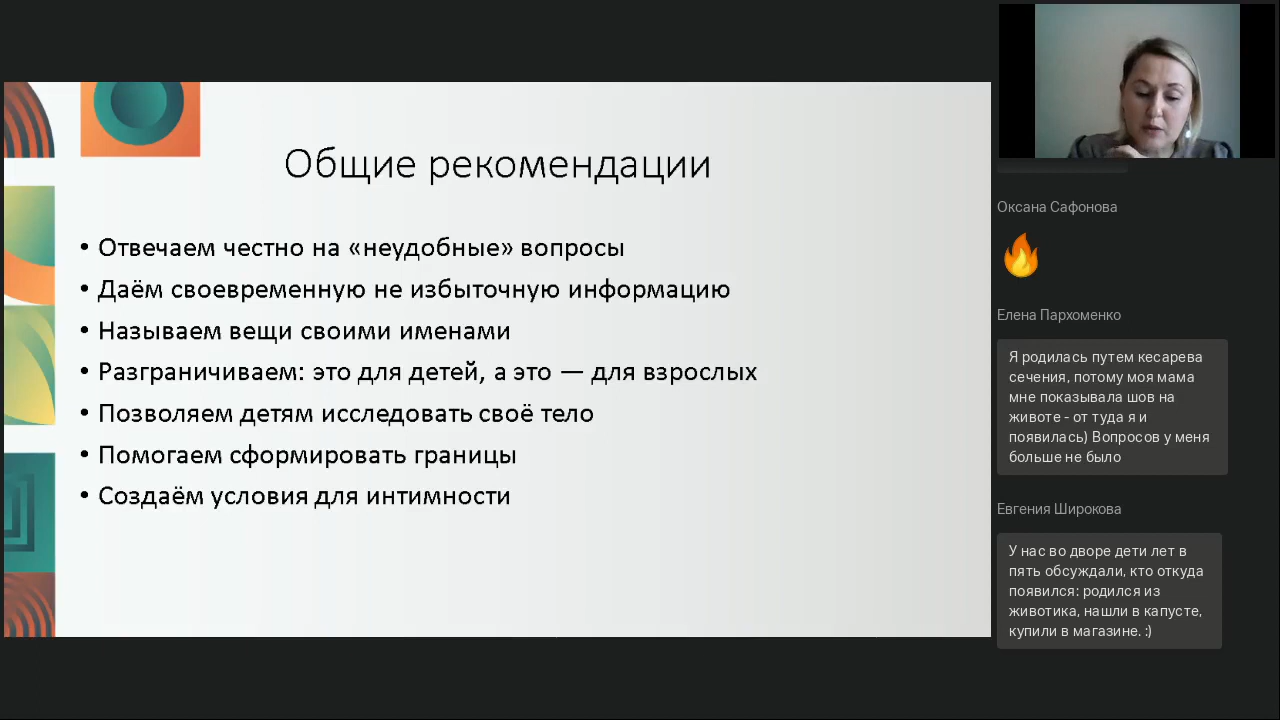 Общие рекомендации
• Отвечаем честно на «неудобные» вопросы
• Даём своевременную не избыточную информацию
• Называем вещи своими именами
• Разграничиваем: это для детей, а это — для взрослых
• Позволяем детям исследовать своё тело
• Помогаем сформировать границы
• Создаём условия для интимности
Оксана Сафонова
🔥
Елена Пархоменко
Я родилась путем кесарева
сечения, потому моя мама
мне показывала шов на
животе - от туда я и
появилась) Вопросов у меня
больше не было
Евгения Широкова
У нас во дворе дети лет в
пять обсуждали, кто откуда
появился: родился из
животика, нашли в капусте,
купили в магазине. :)